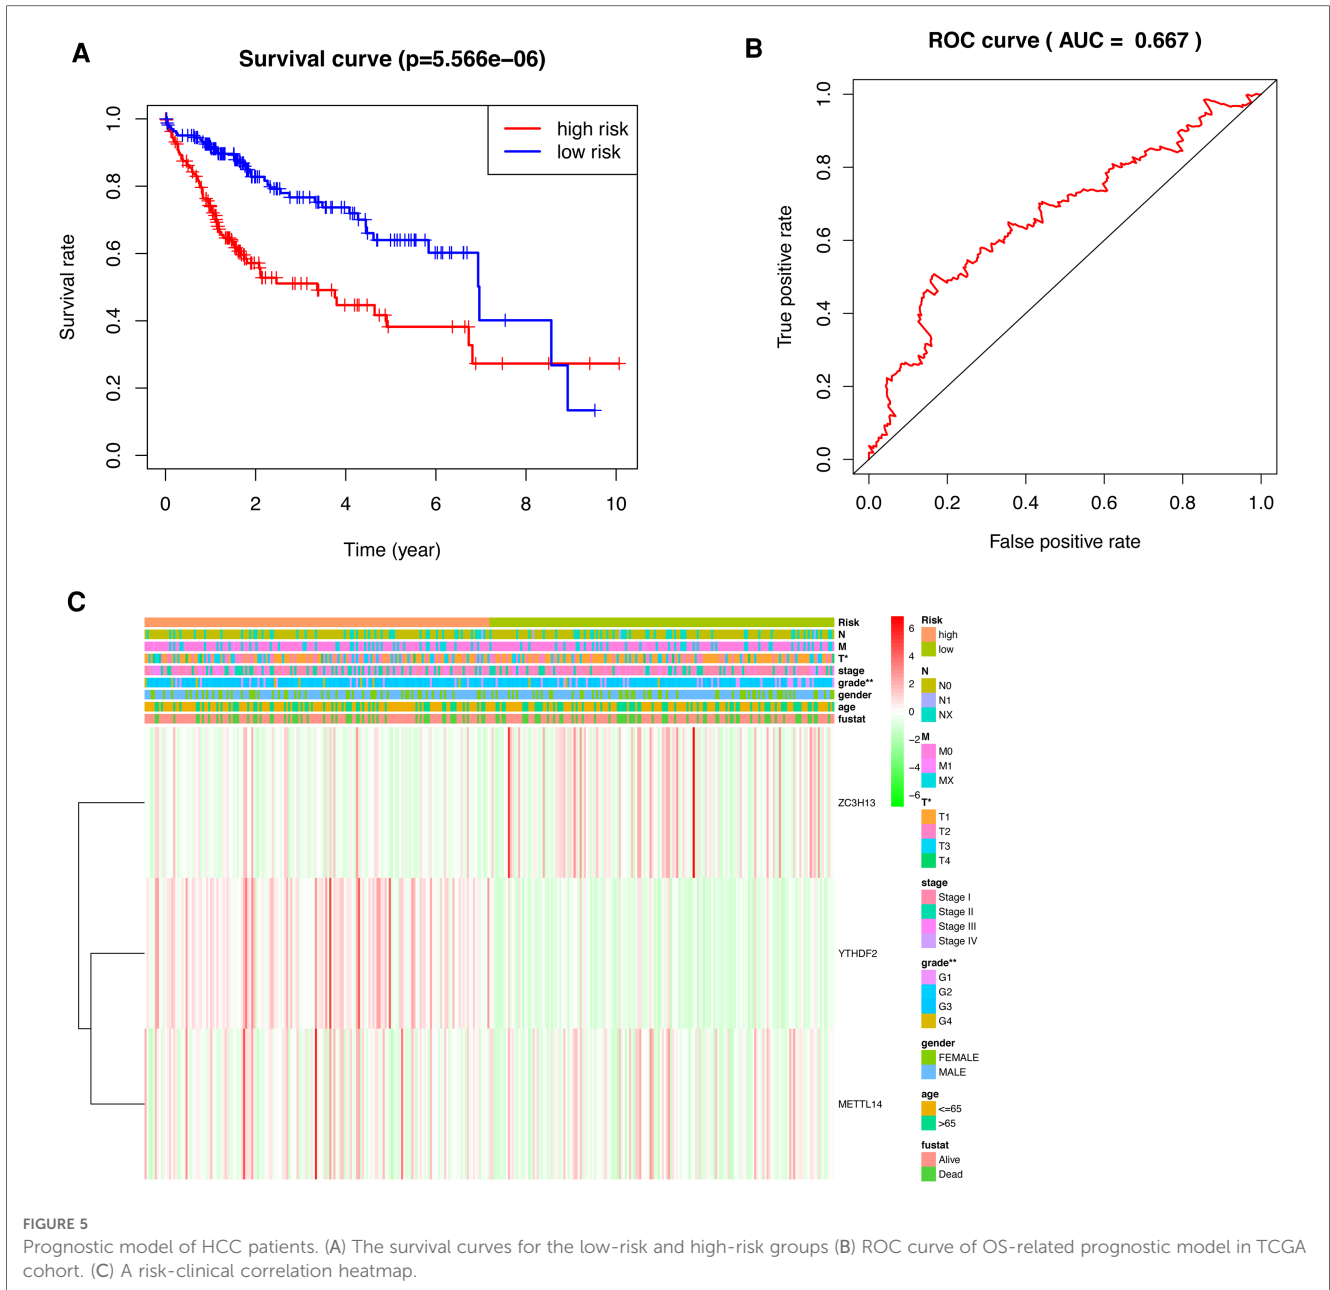 A
Survival curve (p=5.566e−06)
high risk
low risk
Survival rate
0.0
0.2
0.4
0.6
0.8
1.0
0 2 4 6 8 10
Time (year)
B
ROC curve ( AUC = 0.667 )
True positive rate
0.0
0.2
0.4
0.6
0.8
1.0
0.0 0.2 0.4 0.6 0.8 1.0
False positive rate
C
Risk
N
M
T*
stage
grade**
gender
age
fustat
ZC3H13
YTHDF2
METTL14
6
4
2
0
−2
−4
−6
Risk
high
low
N
N0
N1
NX
M
M0
M1
MX
T*
T1
T2
T3
T4
stage
Stage I
Stage II
Stage III
Stage IV
grade**
G1
G2
G3
G4
gender
FEMALE
MALE
age
<=65
>65
fustat
Alive
Dead
FIGURE 5
Prognostic model of HCC patients. (A) The survival curves for the low-risk and high-risk groups (B) ROC curve of OS-related prognostic model in TCGA
cohort. (C) A risk-clinical correlation heatmap.